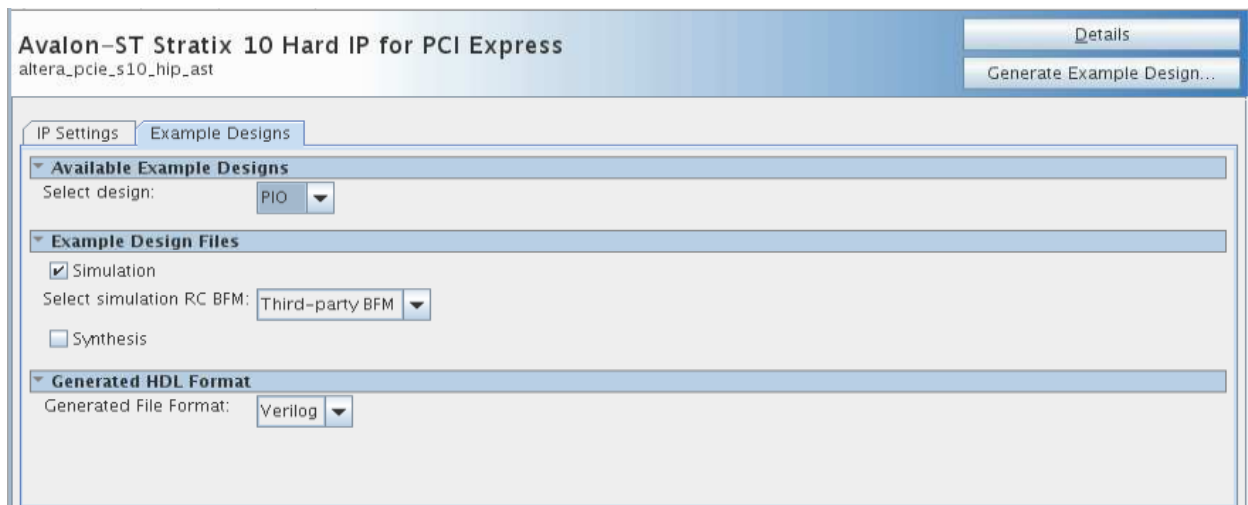 Avalon-ST Stratix 10 Hard IP for PCI Express
altera_pcie_s10_hip_ast
Details
Generate Example Design...
IP Settings
Example Designs
Available Example Designs
Select design:
PIO
Example Design Files
Simulation
Select simulation RC BFM:
Third-party BFM
Synthesis
Generated HDL Format
Generated File Format:
Verilog